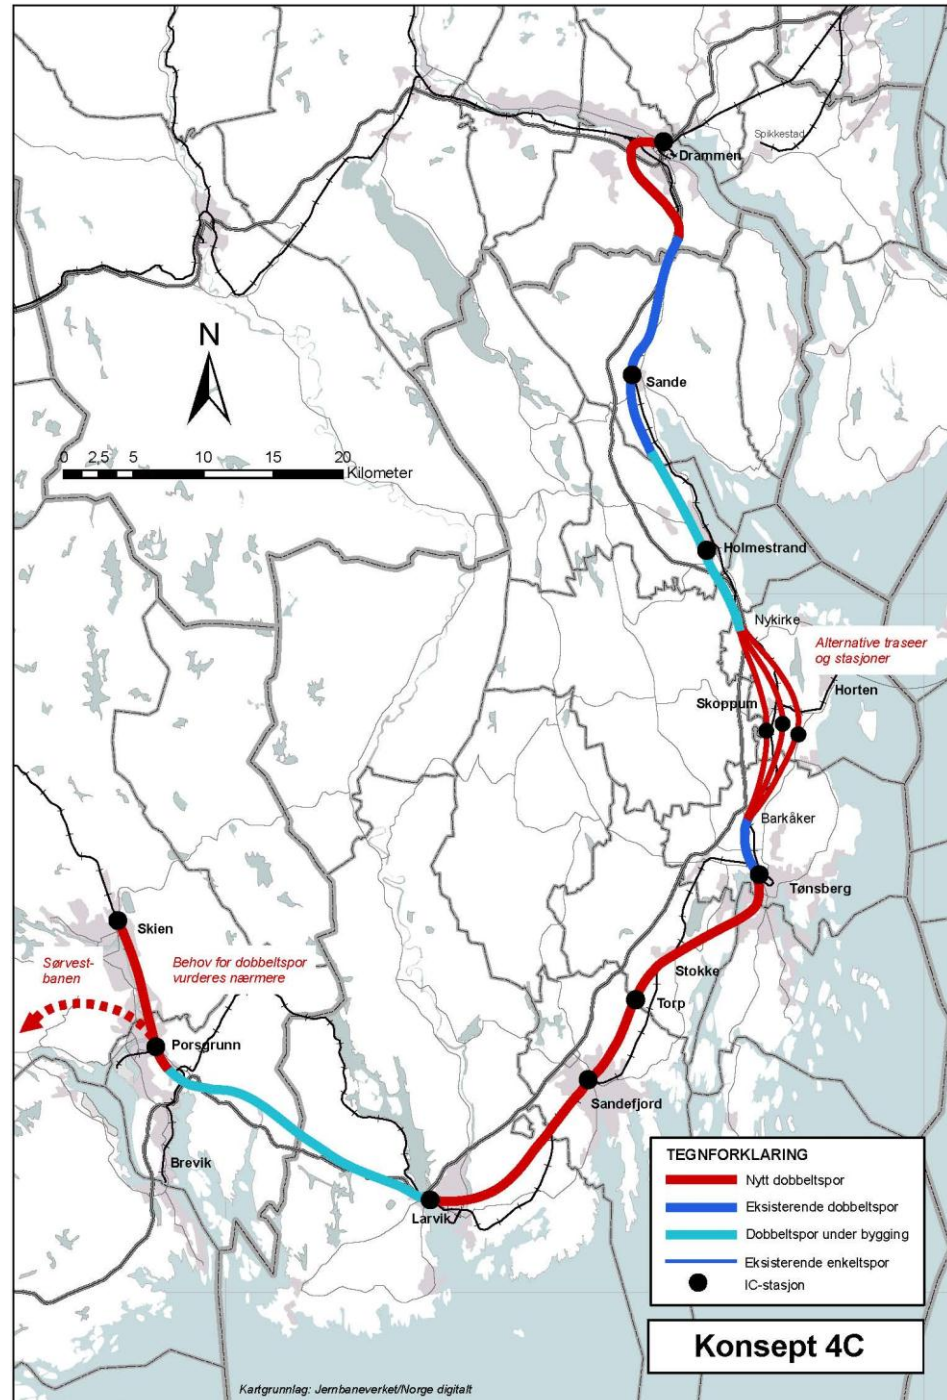 Spikkestad
Drammen
N
Sande
0 2,5 5 10 15 20
Kilometer
Holmestrand
Nykirke
Alternative traseer
og stasjoner
Horten
Skoppum
Barkåker
Tønsberg
Skien
Sørvest-
banen
Behov for dobbeltspor
vurderes nærmere
Stokke
Torp
Porsgrunn
Sandefjord
Brevik
Larvik
TEGNFORKLARING
Nytt dobbeltspor
Eksisterende dobbeltspor
Dobbeltspor under bygging
Eksisterende enkeltspor
IC-stasjon
Konsept 4C
Kartgrunnlag: Jernbaneverket/Norge digitalt